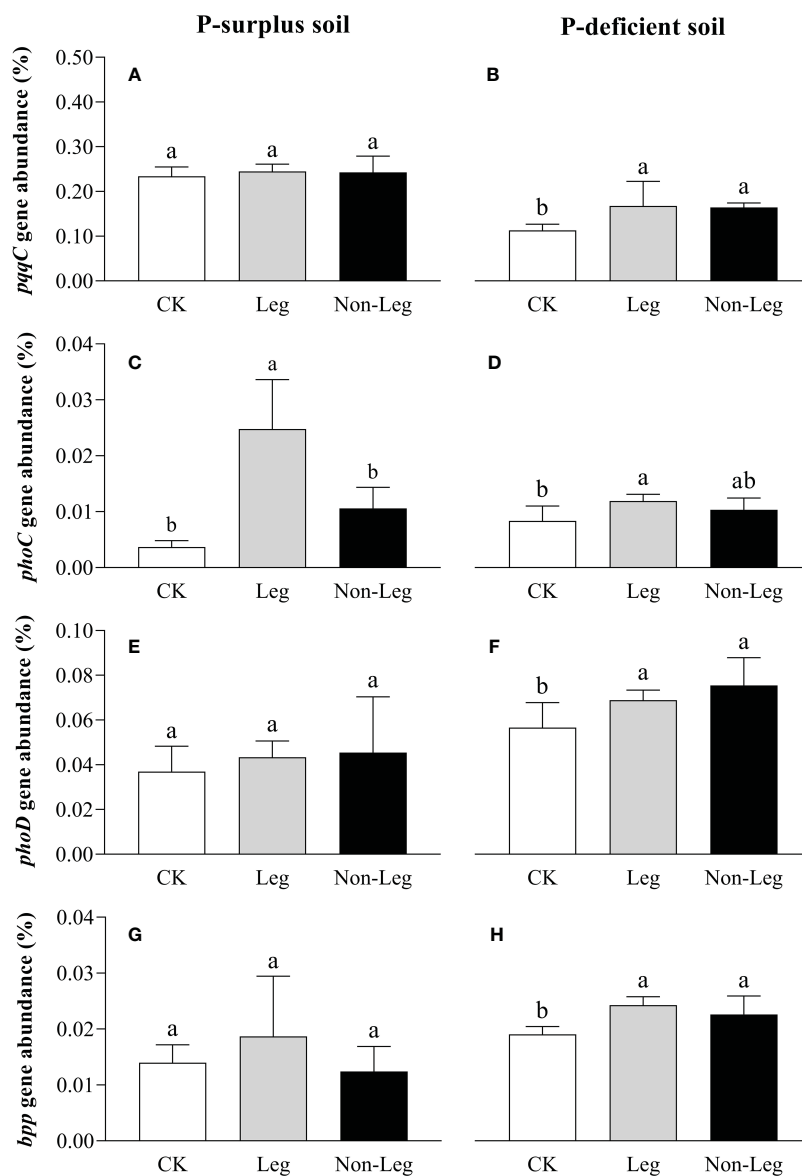 P-surplus soil
P-deficient soil
pqqC gene abundance (%)
A
0.50
0.40
0.30
0.20
0.10
0.00
a
a
a
CK
Leg
Non-Leg
B
b
a
a
CK
Leg
Non-Leg
phoC gene abundance (%)
C
0.04
0.03
0.02
0.01
0.00
b
a
b
CK
Leg
Non-Leg
D
b
a
ab
CK
Leg
Non-Leg
phoD gene abundance (%)
E
0.10
0.08
0.06
0.04
0.02
0.00
a
a
a
CK
Leg
Non-Leg
F
b
a
a
CK
Leg
Non-Leg
bpp gene abundance (%)
G
0.04
0.03
0.02
0.01
0.00
a
a
a
CK
Leg
Non-Leg
H
b
a
a
CK
Leg
Non-Leg